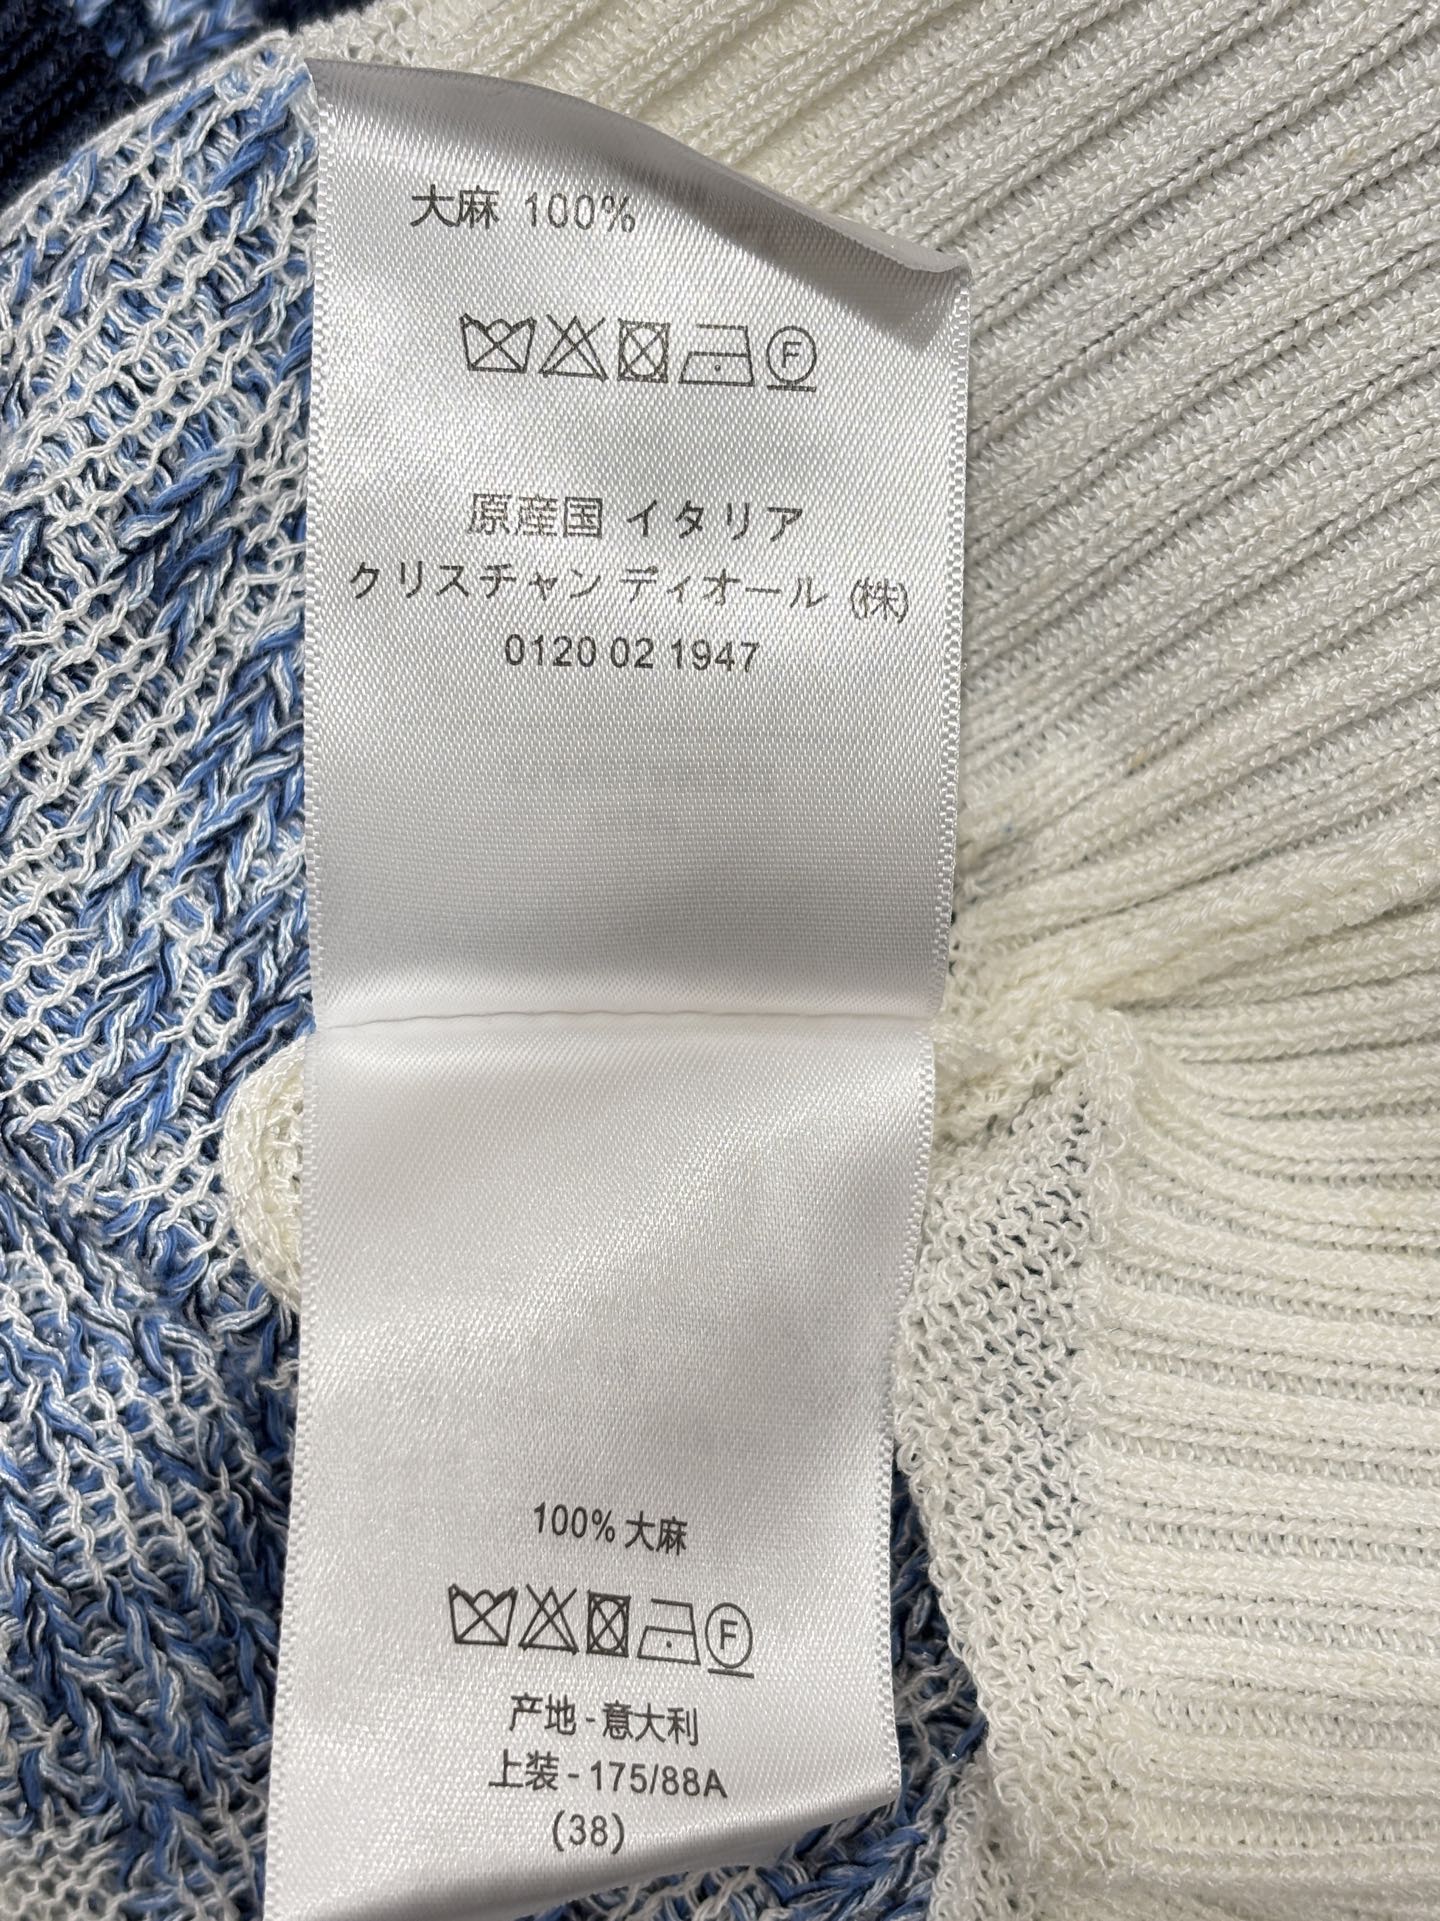 大麻 100%
F
原産国 イタリア
クリスチャン ディオール (株)
0120 02 1947
100% 大麻
F
产地 - 意大利
上装 - 175/88A
(38)